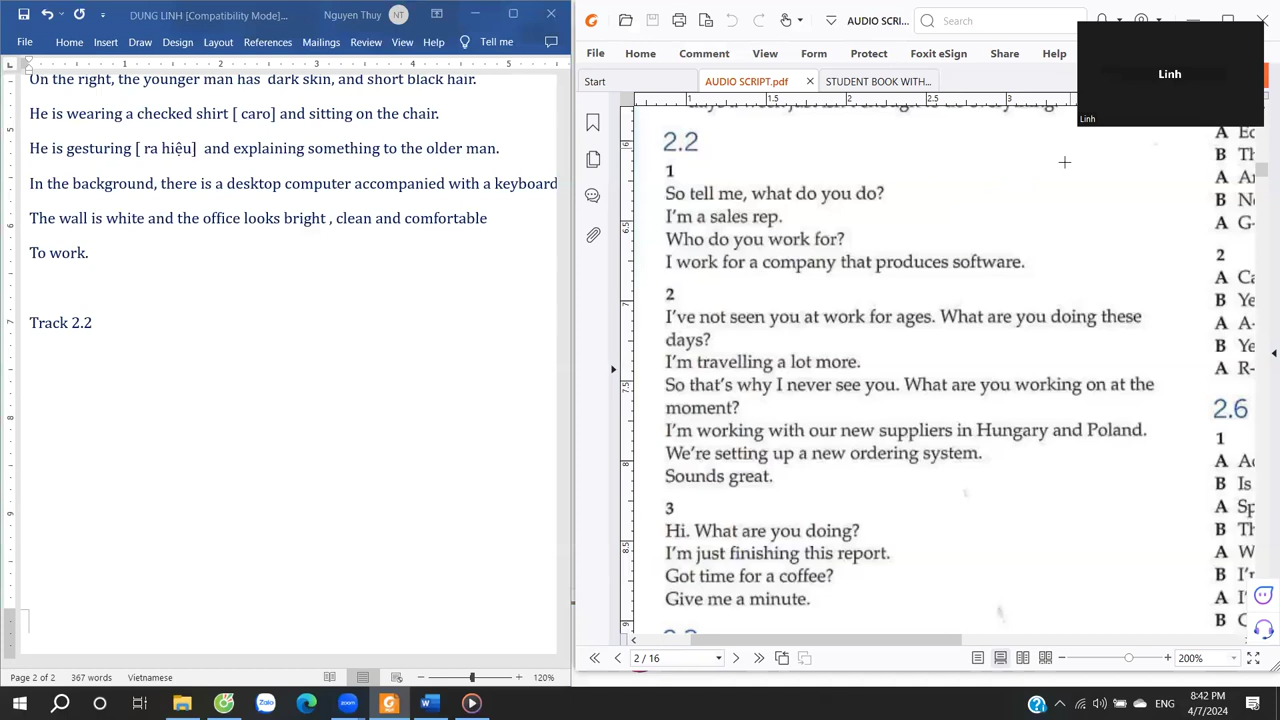 DUNG LINH [Compatibility Mode]...
Nguyen Thuy NT
File Home Insert Draw Design Layout References Mailings Review View Help Tell me
5
On the right, the younger man has dark skin, and short black hair.
He is wearing a checked shirt [ caro] and sitting on the chair.
He is gesturing [ ra hiệu] and explaining something to the older man.
In the background, there is a desktop computer accompanied with a keyboard
The wall is white and the office looks bright , clean and comfortable
To work.
Track 2.2
Page 2 of 2 367 words Vietnamese 120%
AUDIO SCR... Search
File Home Comment View Form Protect Foxit eSign Share Help
Start AUDIO SCRIPT.pdf STUDENT BOOK WITH...
Linh
Linh
2.2
1
So tell me, what do you do?
I'm a sales rep.
Who do you work for?
I work for a company that produces software.
2
I've not seen you at work for ages. What are you doing these
days?
I'm travelling a lot more.
So that's why I never see you. What are you working on at the
moment?
I'm working with our new suppliers in Hungary and Poland.
We're setting up a new ordering system.
Sounds great.
3
Hi. What are you doing?
I'm just finishing this report.
Got time for a coffee?
Give me a minute.
A
B
A
B
A G-
2
A Ca
B Ye
A A-
B Ye
A R-
2.6
1
A
B Is
A Sp
B Th
A W
B I'r
A I'
B
2 / 16 200%
ENG 8:42 PM
4/7/2024